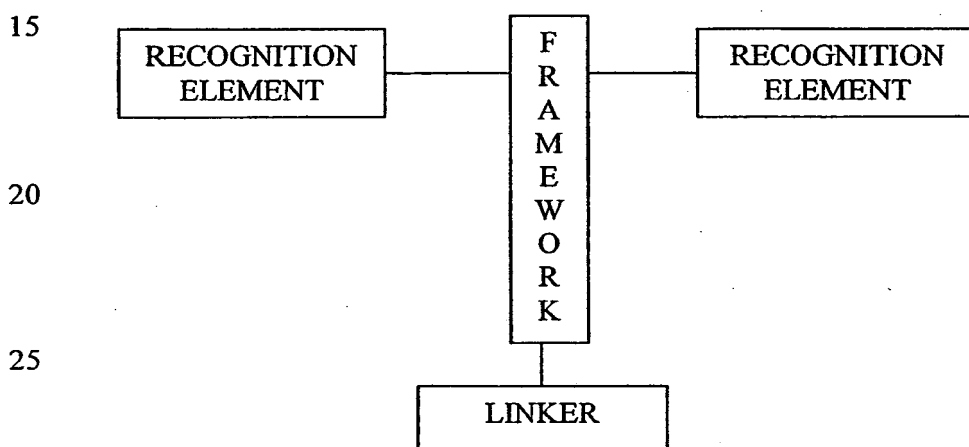 15
RECOGNITION
ELEMENT
F
R
A
M
E
W
O
R
K
RECOGNITION
ELEMENT
20
25
LINKER